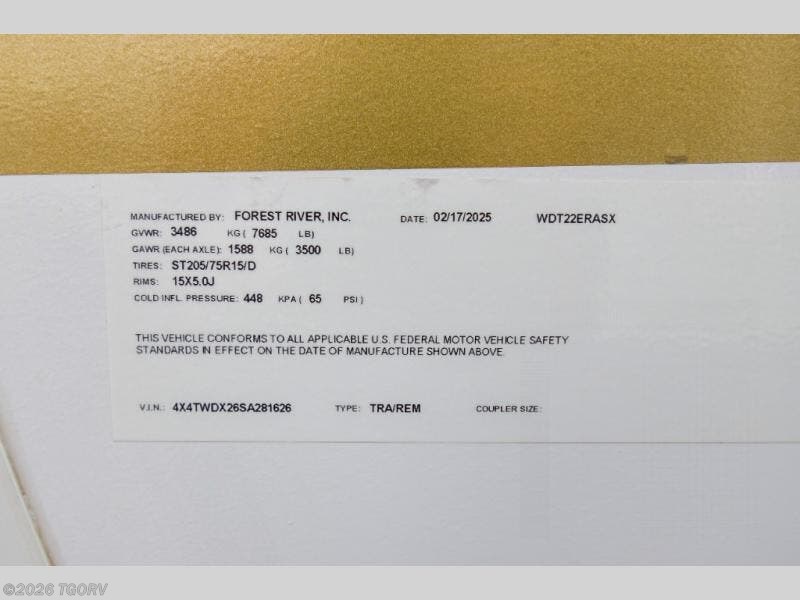 MANUFACTURED BY: FOREST RIVER, INC. DATE: 02/17/2025 WDT22ERASX
GVWR: 3486 KG ( 7685 LB)
GAWR (EACH AXLE): 1588 KG ( 3500 LB)
TIRES: ST205/75R15/D
RIMS: 15X5.0J
COLD INFL. PRESSURE: 448 KPA ( 65 PSI )
THIS VEHICLE CONFORMS TO ALL APPLICABLE U.S. FEDERAL MOTOR VEHICLE SAFETY
STANDARDS IN EFFECT ON THE DATE OF MANUFACTURE SHOWN ABOVE.
V.I.N.: 4X4TWDX26SA281626 TYPE: TRA/REM COUPLER SIZE:
©2026 TGORV